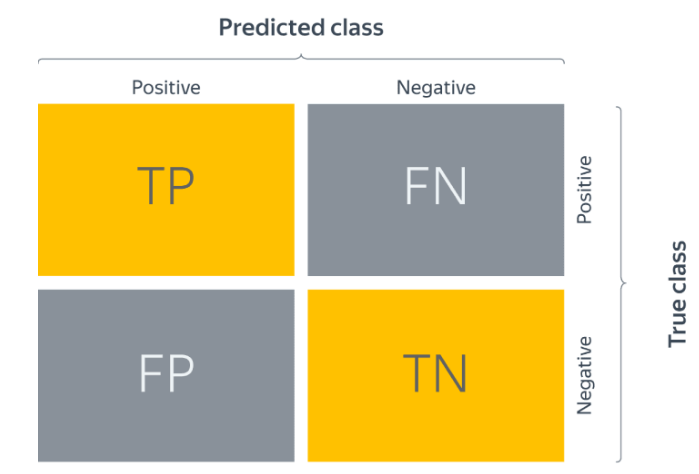 Predicted class
Positive
Negative
TP
FN
Positive
FP
TN
Negative
True class